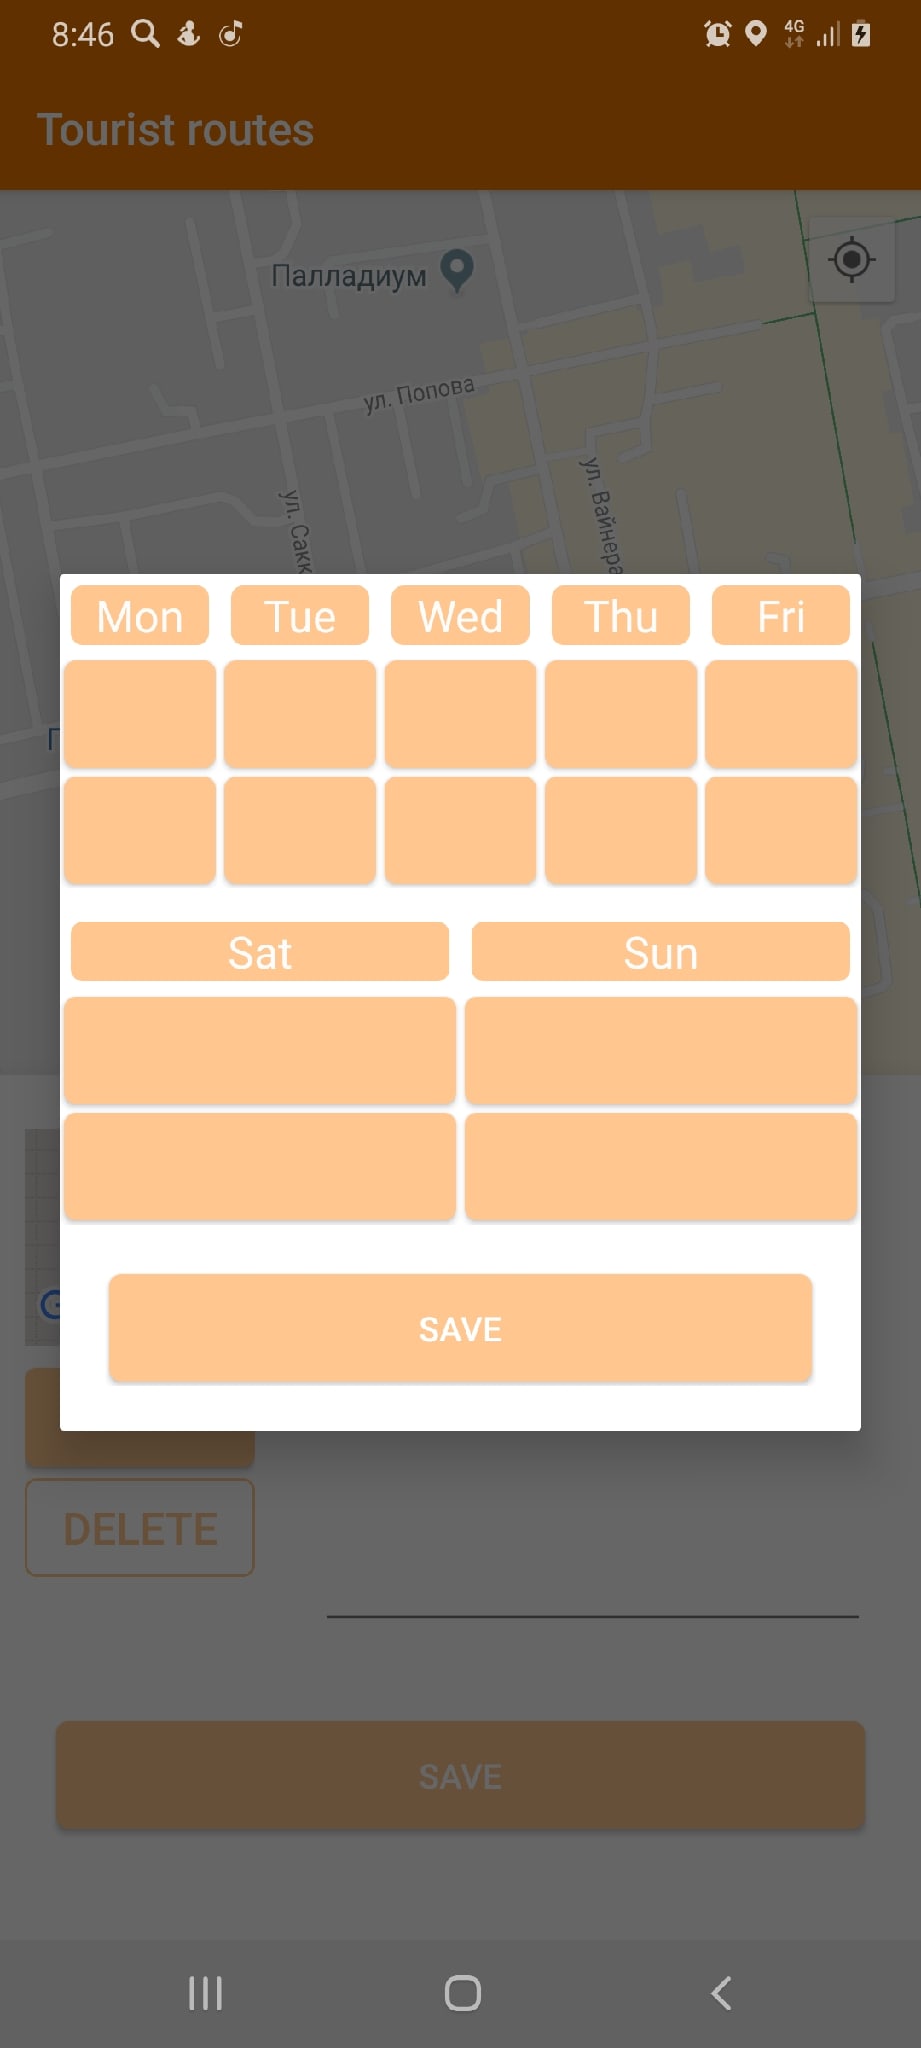 8:46
4G
Tourist routes
Палладиум
ул. Попова
ул. Сакк
ул. Вайнера
Mon Tue Wed Thu Fri
П
Sat Sun
G
SAVE
DELETE
SAVE